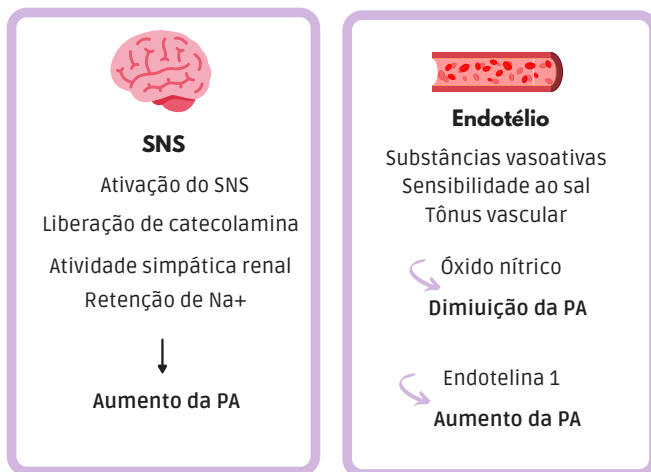 SNS
Ativação do SNS
Liberação de catecolamina
Atividade simpática renal
Retenção de Na+
Aumento da PA
Endotélio
Substâncias vasoativas
Sensibilidade ao sal
Tônus vascular
Óxido nítrico
Dimiuição da PA
Endotelina 1
Aumento da PA